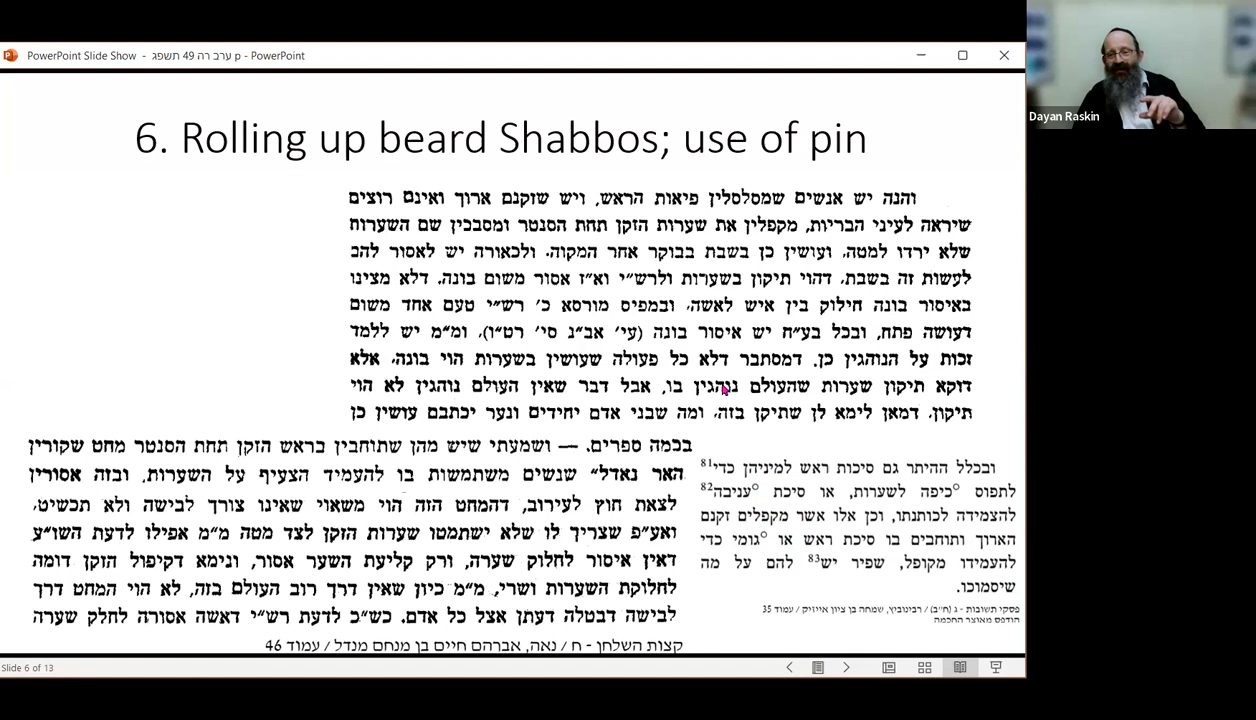 PowerPoint Slide Show - ערב רה 49 תשפג p - PowerPoint
Dayan Raskin
6. Rolling up beard Shabbos; use of pin
והנה יש אנשים שמסלסלין פיאות הראש, ויש שזקנם ארוך ואינם רוצים
שיראה לעיני הבריות, מקפלין את שערות הזקן תחת הסנטר ומסבכין שם השערות
שלא ירדו למטה, ועושין כן בשבת בבוקר אחר המקוה. ולכאורה יש לאסור להם
לעשות זה בשבת, דהוי תיקון בשערות ולרש״י וא״ז אסור משום בונה, דלא מצינו
באיסור בונה חילוק בין איש לאשה, ובמפיס מורסא כ׳ רש״י טעם אחד משום
דעושה פתח, ובכל בע״ח יש איסור בונה (עי׳ אב״נ סי׳ רט״ו), ומ״מ יש ללמד
זכות על הנוהגין כן. דמסתבר דלא כל פעולה שעושין בשערות הוי בונה, אלא
דוקא תיקון שערות שהעולם נוהגין בו, אבל דבר שאין העולם נוהגין לא הוי
תיקון, דמאן לימא לן שתיקן בזה, ומה שבני אדם יחידים ונער יכתבם עושין כן
בכמה ספרים. — ושמעתי שיש מהן שתוחבין בראש הזקן תחת הסנטר מחט שקורין
האר נאדל״ שנשים משתמשות בו להעמיד הצעיף על השערות, ובזה אסורין
לצאת חוץ לעירוב, דהמחט הזה הוי משאוי שאינו צורך לבישה ולא תכשיט,
ואע״פ שצריך לו שלא ישתמטו שערות הזקן לצד מטה מ״מ אפילו לדעת השו״ע
דאין איסור לחלוק שערה, ורק קליעת השער אסור, ונימא דקיפול הזקן דומה
לחלוקת השערות ושרי, מ״מ כיון שאין דרך רוב העולם בזה, לא הוי המחט דרך
לבישה דבטלה דעתן אצל כל אדם. כש״כ לדעת רש״י דאשה אסורה לחלק שערה
קצות השלחן - ח / נאה, אברהם חיים בן מנחם מנדל / עמוד 46
ובכלל ההיתר גם סיכות ראש למיניהן כדי81
לתפוס °כיפה לשערות, או סיכת °עניבה82
להצמידה לכותנתו, וכן אלו אשר מקפלים זקנם
הארוך ותוחבים בו סיכת ראש או °גומי כדי
להעמידו מקופל, שפיר יש83 להם על מה
שיסמוכו.
פסקי תשובות - ג (חי״ב) / רבינוביץ, שמחה בן ציון אייזיק / עמוד 35
הודפס מאוצר החכמה
Slide 6 of 13